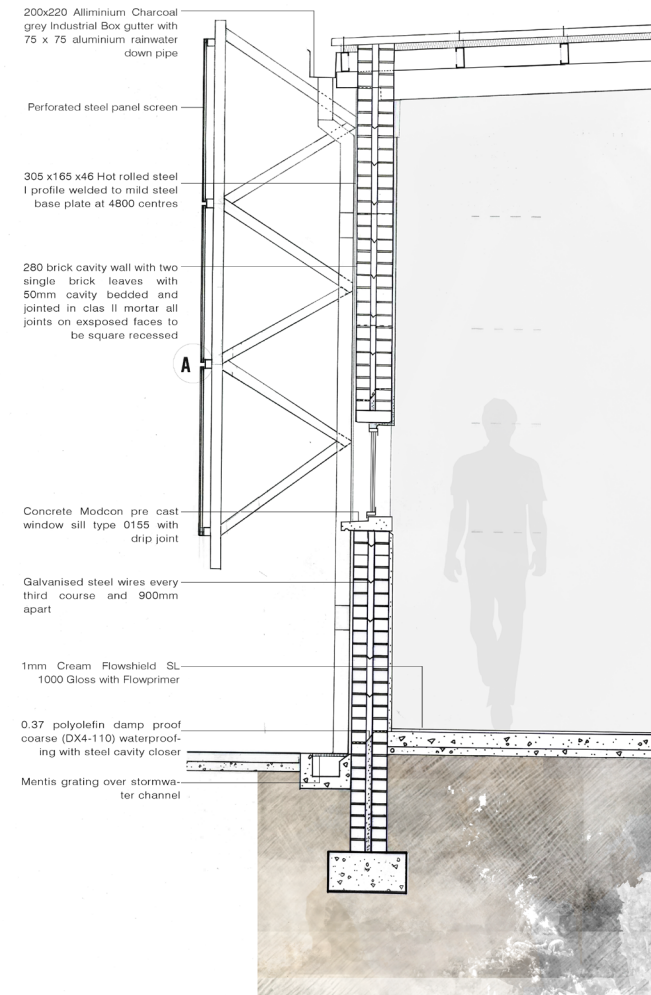 200x220 Alliminium Charcoal
grey Industrial Box gutter with
75 x 75 aluminium rainwater
down pipe
Perforated steel panel screen
305 x165 x46 Hot rolled steel
I profile welded to mild steel
base plate at 4800 centres
280 brick cavity wall with two
single brick leaves with
50mm cavity bedded and
jointed in clas II mortar all
joints on exsposed faces to
be square recessed
A
Concrete Modcon pre cast
window sill type 0155 with
drip joint
Galvanised steel wires every
third course and 900mm
apart
1mm Cream Flowshield SL
1000 Gloss with Flowprimer
0.37 polyolefin damp proof
coarse (DX4-110) waterproof-
ing with steel cavity closer
Mentis grating over stormwa-
ter channel